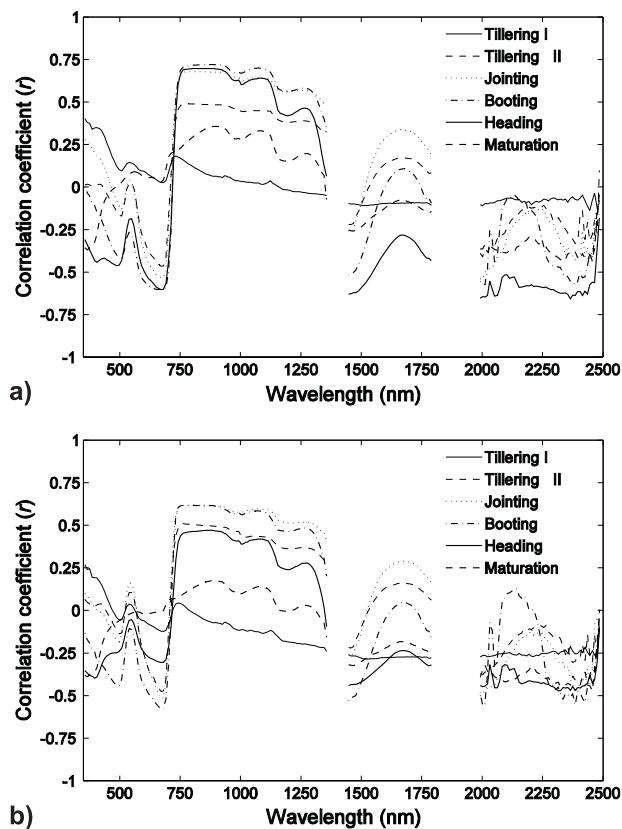 1
0.75
0.5
0.25
0
-0.25
-0.5
-0.75
-1
Correlation coefficient (r)
Tillering I
Tillering II
Jointing
Booting
Heading
Maturation
500 750 1000 1250 1500 1750 2000 2250 2500
Wavelength (nm)
a)
1
0.75
0.5
0.25
0
-0.25
-0.5
-0.75
-1
Correlation coefficient (r)
Tillering I
Tillering II
Jointing
Booting
Heading
Maturation
500 750 1000 1250 1500 1750 2000 2250 2500
Wavelength (nm)
b)